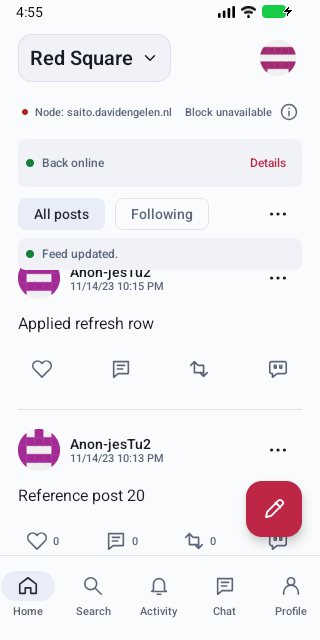 4:55
Red Square
Node: saito.davidengelen.nl Block unavailable
Back online Details
All posts Following
Feed updated.
Anon-jesTu2
11/14/23 10:15 PM
Applied refresh row
Anon-jesTu2
11/14/23 10:13 PM
Reference post 20
0 0 0
Home Search Activity Chat Profile